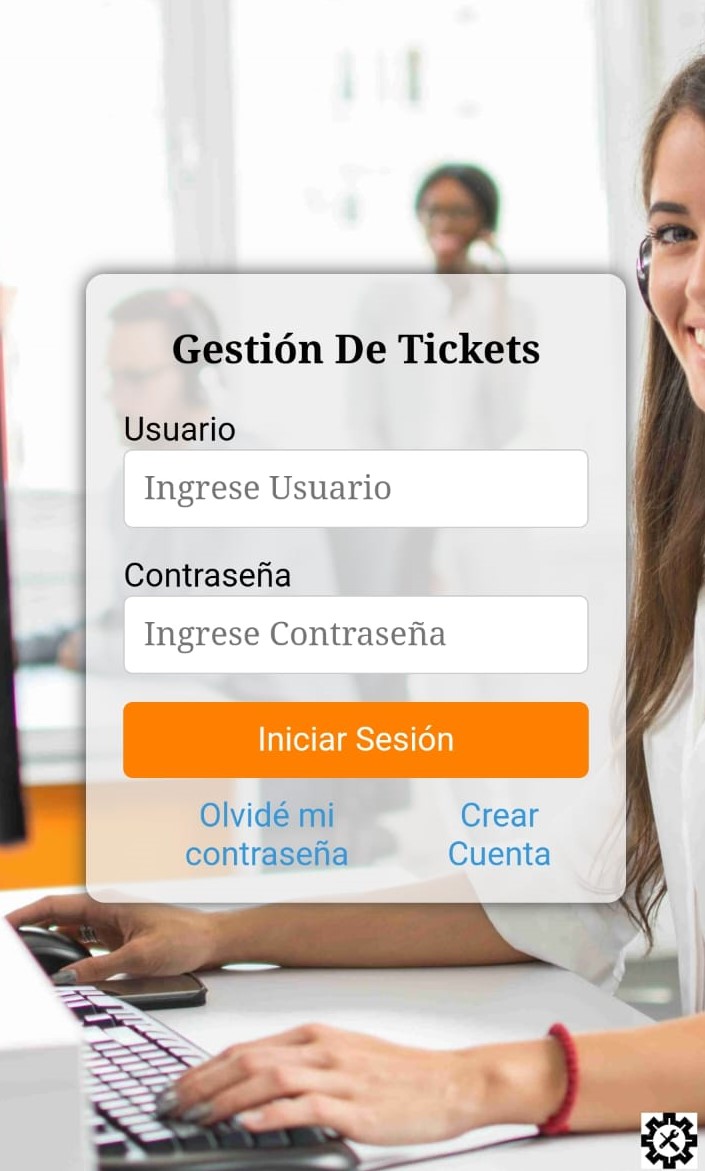 Gestión De Tickets
Usuario
Ingrese Usuario
Contraseña
Ingrese Contraseña
Iniciar Sesión
Olvidé mi
contraseña
Crear
Cuenta